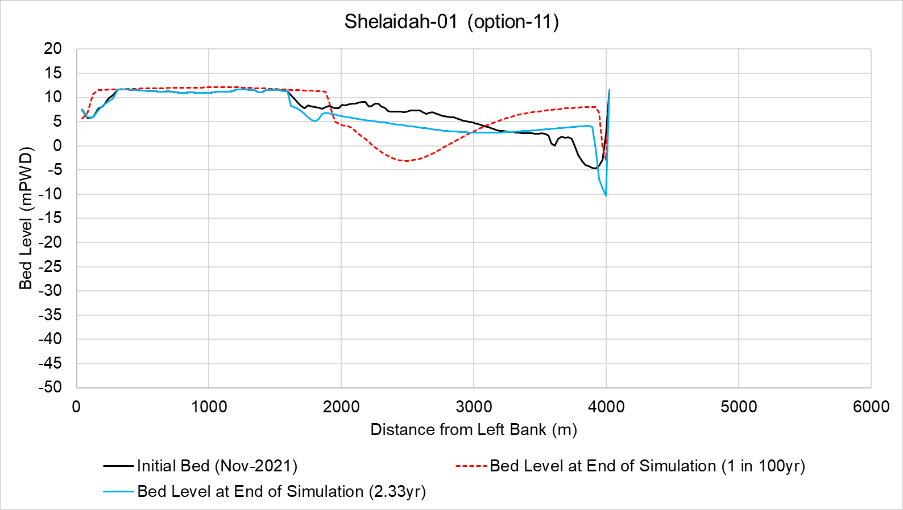 Shelaidah-01 (option-11)
Bed Level (mPWD)
20
15
10
5
0
-5
-10
-15
-20
-25
-30
-35
-40
-45
-50
0 1000 2000 3000 4000 5000 6000
Distance from Left Bank (m)
Initial Bed (Nov-2021)
Bed Level at End of Simulation (1 in 100yr)
Bed Level at End of Simulation (2.33yr)